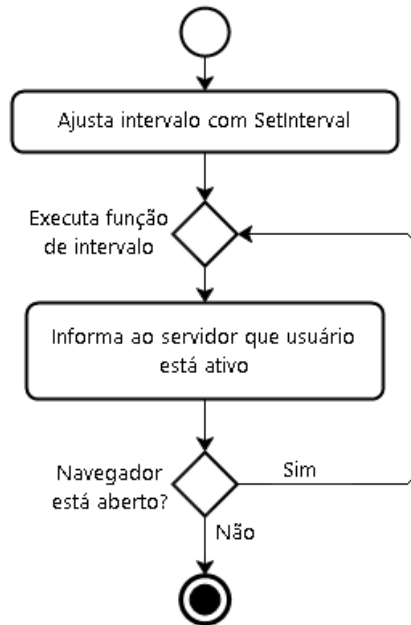 Ajusta intervalo com SetInterval
Executa função
de intervalo
Informa ao servidor que usuário
está ativo
Navegador
está aberto?
Sim
Não